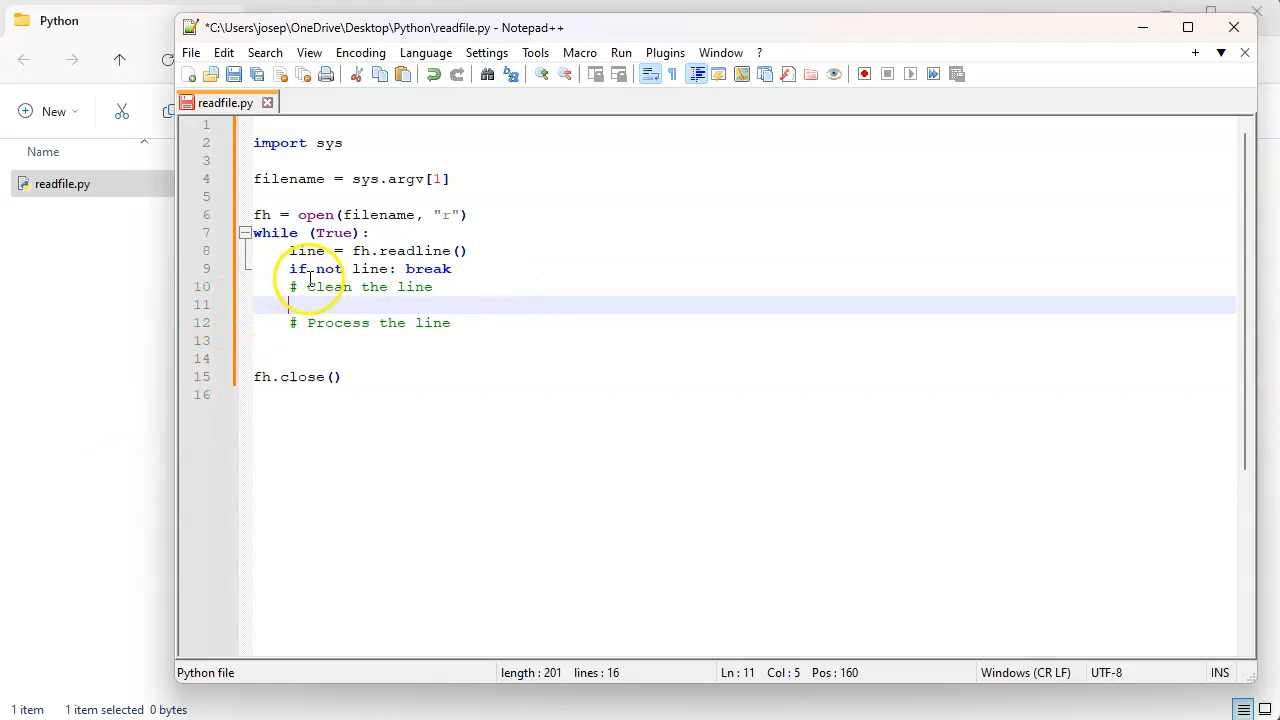 Python
*C:\Users\josep\OneDrive\Desktop\Python\readfile.py - Notepad++
File Edit Search View Encoding Language Settings Tools Macro Run Plugins Window ?
New
readfile.py
Name
readfile.py
1
2 import sys
3
4 filename = sys.argv[1]
5
6 fh = open(filename, "r")
7 while (True):
8 line = fh.readline()
9 if not line: break
10 # Clean the line
11
12 # Process the line
13
14
15 fh.close()
16
Python file length : 201 lines : 16 Ln : 11 Col : 5 Pos : 160 Windows (CR LF) UTF-8 INS
1 item 1 item selected 0 bytes